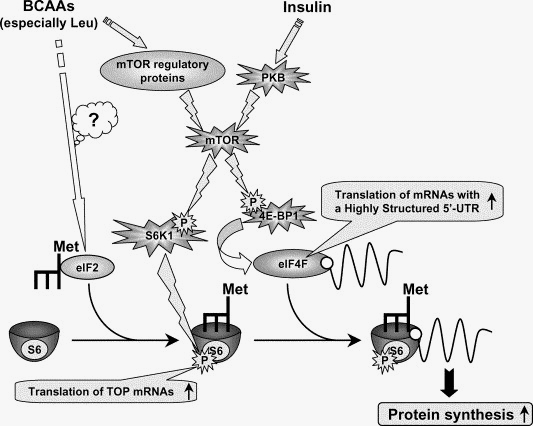 BCAAs
(especially Leu)
Insulin
mTOR regulatory
proteins
PKB
?
mTOR
P
4E-BP1
P
S6K1
Translation of mRNAs with
a Highly Structured 5'-UTR
Met
eIF2
eIF4F
Met
Met
S6
S6
P
S6
P
Translation of TOP mRNAs
Protein synthesis